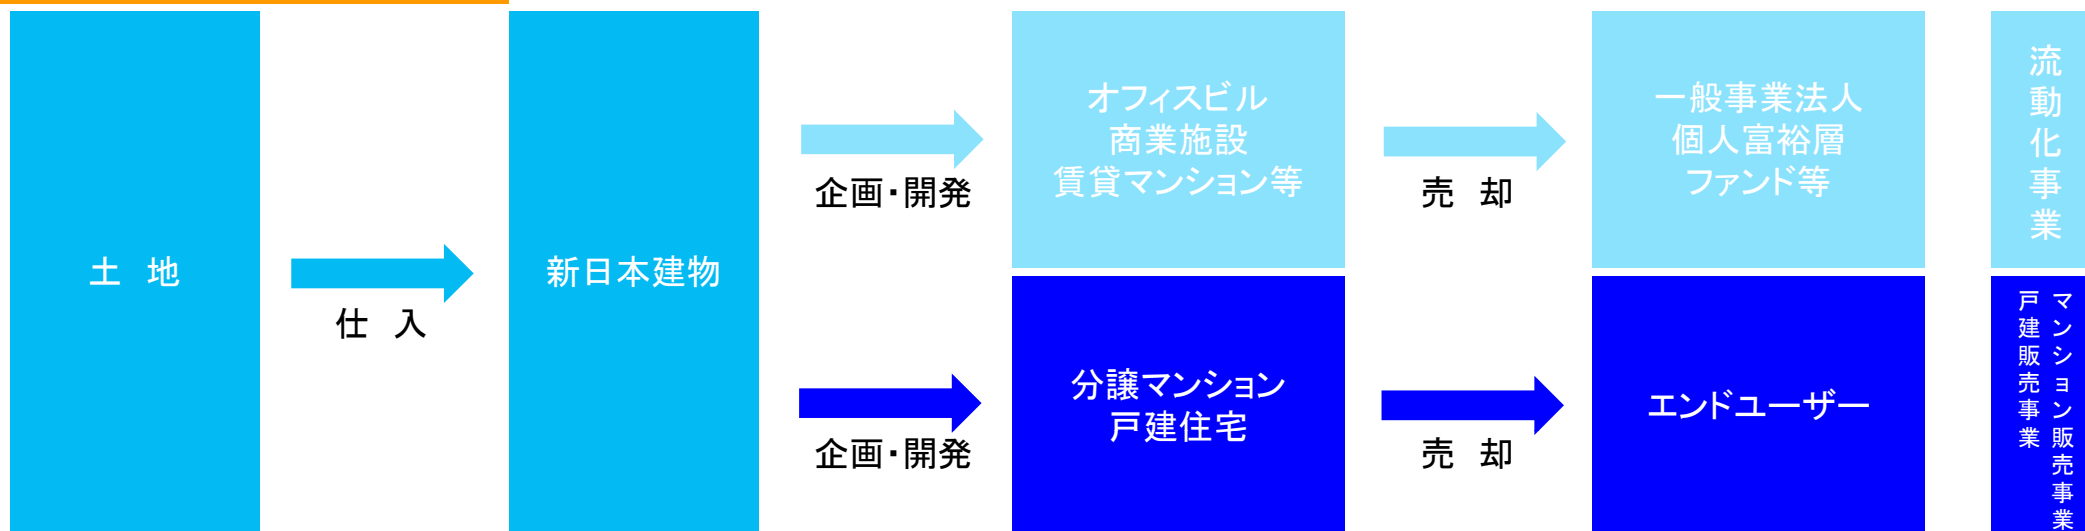 土　地
仕　入
新日本建物
企画・開発
オフィスビル
商業施設
賃貸マンション等
売　却
一般事業法人
個人富裕層
ファンド等
流動化事業
企画・開発
分譲マンション
戸建住宅
売　却
エンドユーザー
マンション販売事業
戸建販売事業